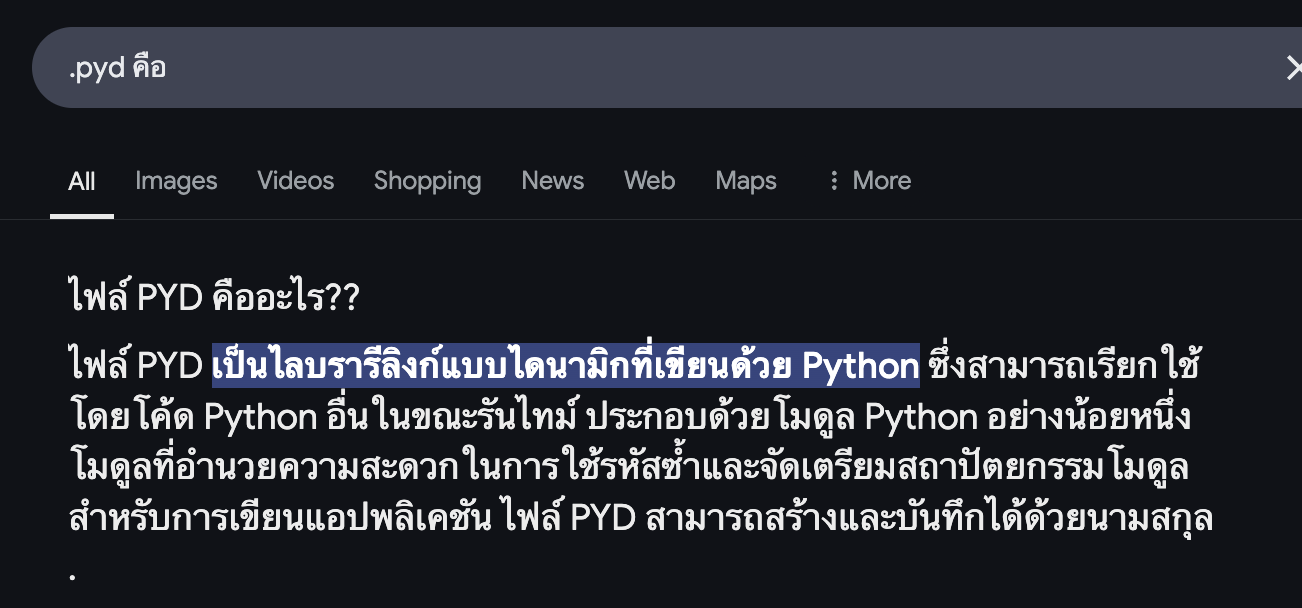 .pyd คือ
All Images Videos Shopping News Web Maps ⋮ More
ไฟล์ PYD คืออะไร??
ไฟล์ PYD เป็นไลบรารีลิงก์แบบไดนามิกที่เขียนด้วย Python ซึ่งสามารถเรียกใช้
โดยโค้ด Python อื่นในขณะรันไทม์ ประกอบด้วยโมดูล Python อย่างน้อยหนึ่ง
โมดูลที่อำนวยความสะดวกในการใช้รหัสซ้ำและจัดเตรียมสถาปัตยกรรมโมดูล
สำหรับการเขียนแอปพลิเคชัน ไฟล์ PYD สามารถสร้างและบันทึกได้ด้วยนามสกุล
.